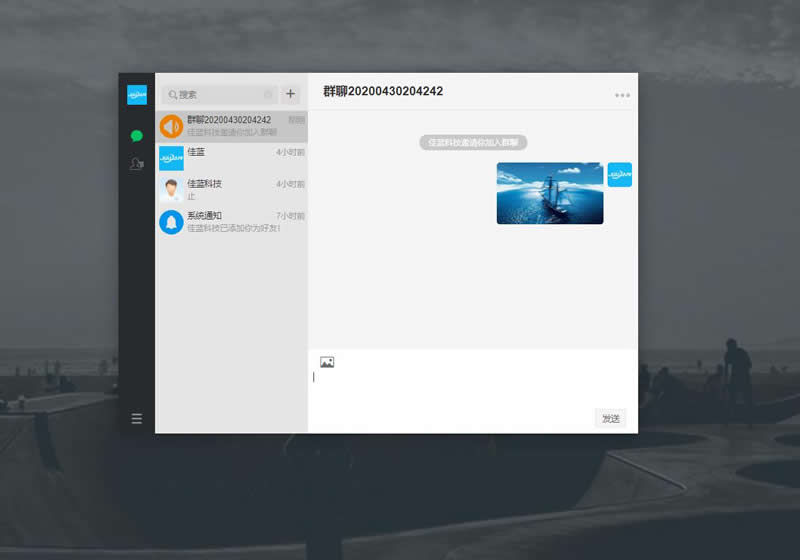 搜索
群聊20200430204242
刚刚
佳蓝科技邀请你加入群聊
佳蓝
4小时前
佳蓝科技
4小时前
止
系统通知
7小时前
佳蓝科技已添加你为好友!
群聊20200430204242
佳蓝科技邀请你加入群聊
发送